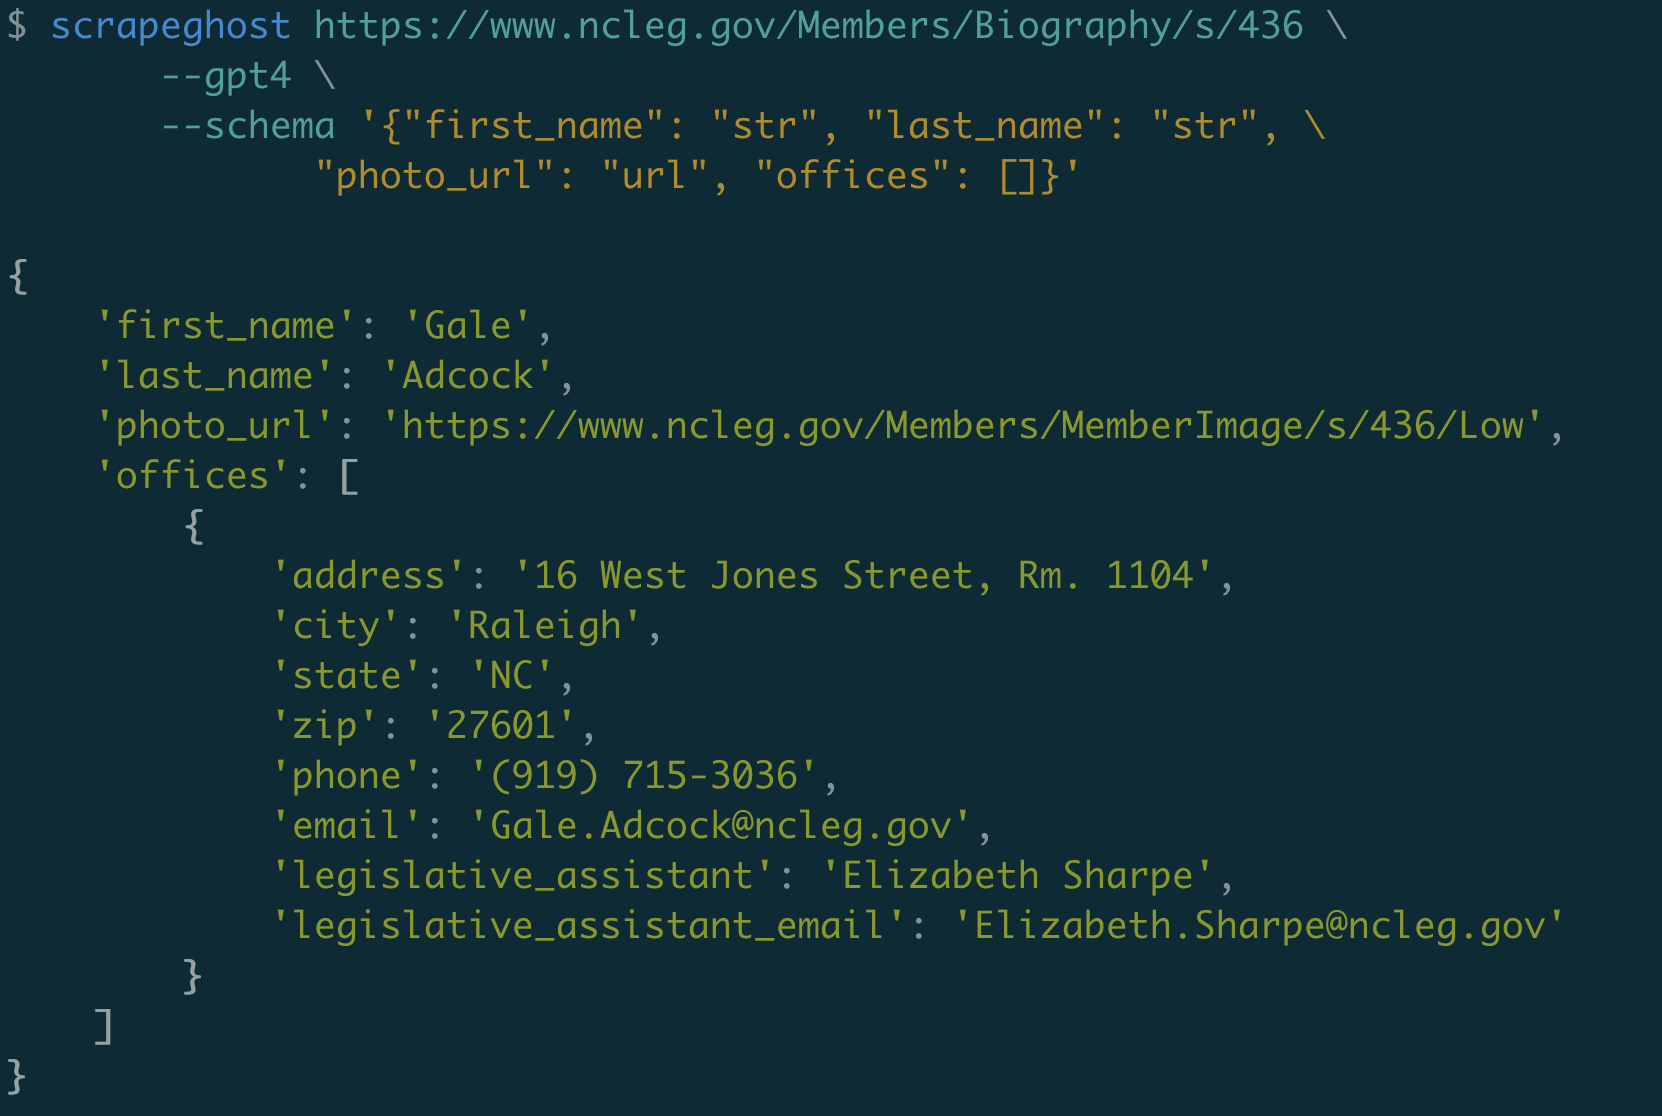 $ scrapeghost https://www.ncleg.gov/Members/Biography/s/436 \
       --gpt4 \
       --schema '{"first_name": "str", "last_name": "str", \
              "photo_url": "url", "offices": []}'

{
    'first_name': 'Gale',
    'last_name': 'Adcock',
    'photo_url': 'https://www.ncleg.gov/Members/MemberImage/s/436/Low',
    'offices': [
        {
            'address': '16 West Jones Street, Rm. 1104',
            'city': 'Raleigh',
            'state': 'NC',
            'zip': '27601',
            'phone': '(919) 715-3036',
            'email': 'Gale.Adcock@ncleg.gov',
            'legislative_assistant': 'Elizabeth Sharpe',
            'legislative_assistant_email': 'Elizabeth.Sharpe@ncleg.gov'
        }
    ]
}